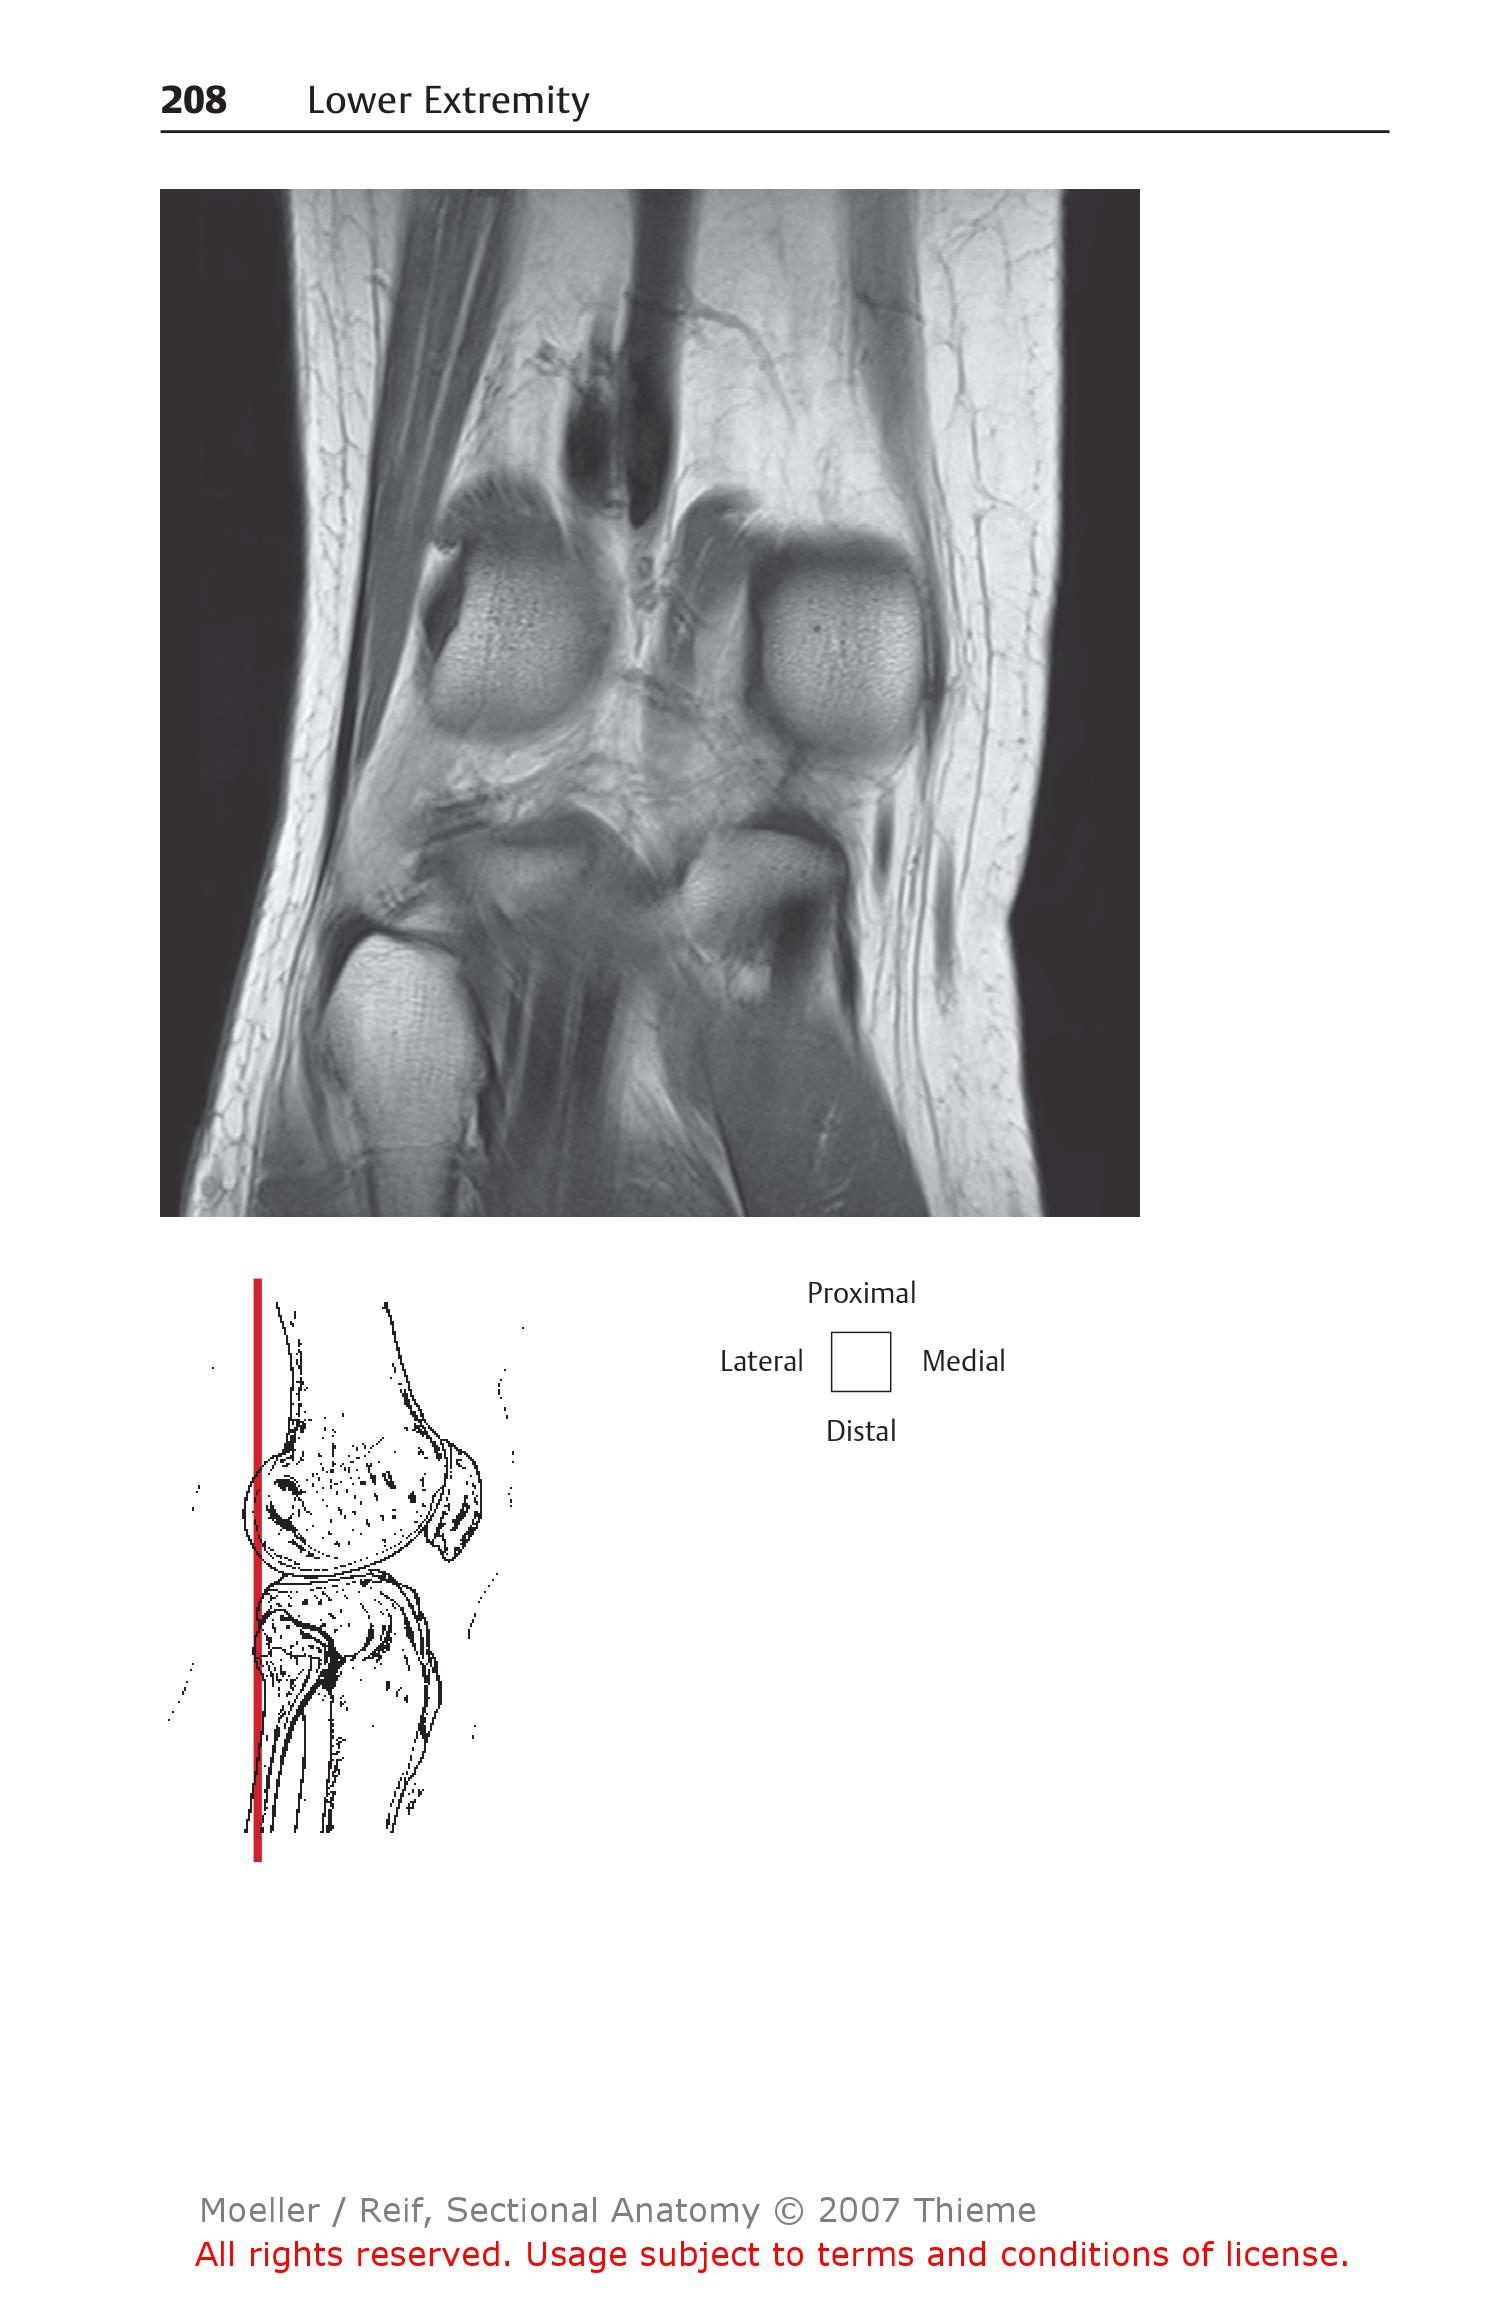 208 Lower Extremity
Proximal
Lateral Medial
Distal
Moeller / Reif, Sectional Anatomy © 2007 Thieme
All rights reserved. Usage subject to terms and conditions of license.